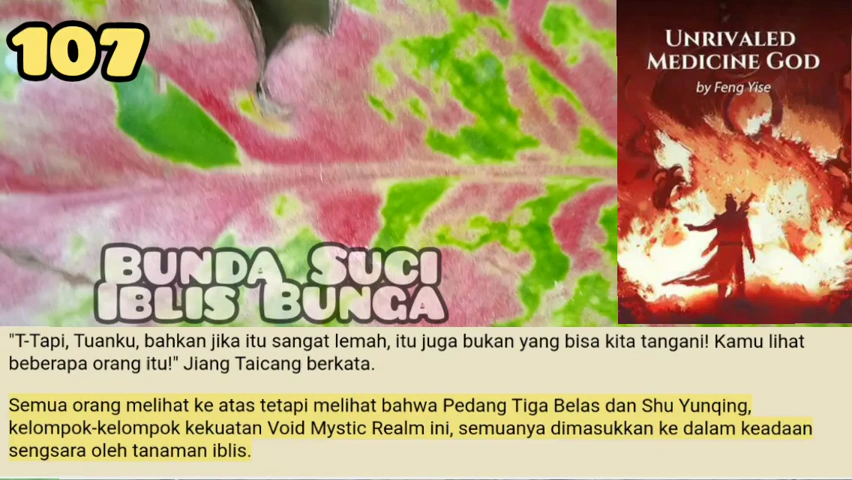 107
UNRIVALED
MEDICINE GOD
by Feng Yise
BUNDA SUCI
IBLIS BUNGA
"T-Tapi, Tuanku, bahkan jika itu sangat lemah, itu juga bukan yang bisa kita tangani! Kamu lihat
beberapa orang itu!" Jiang Taicang berkata.
Semua orang melihat ke atas tetapi melihat bahwa Pedang Tiga Belas dan Shu Yunqing,
kelompok-kelompok kekuatan Void Mystic Realm ini, semuanya dimasukkan ke dalam keadaan
sengsara oleh tanaman iblis.